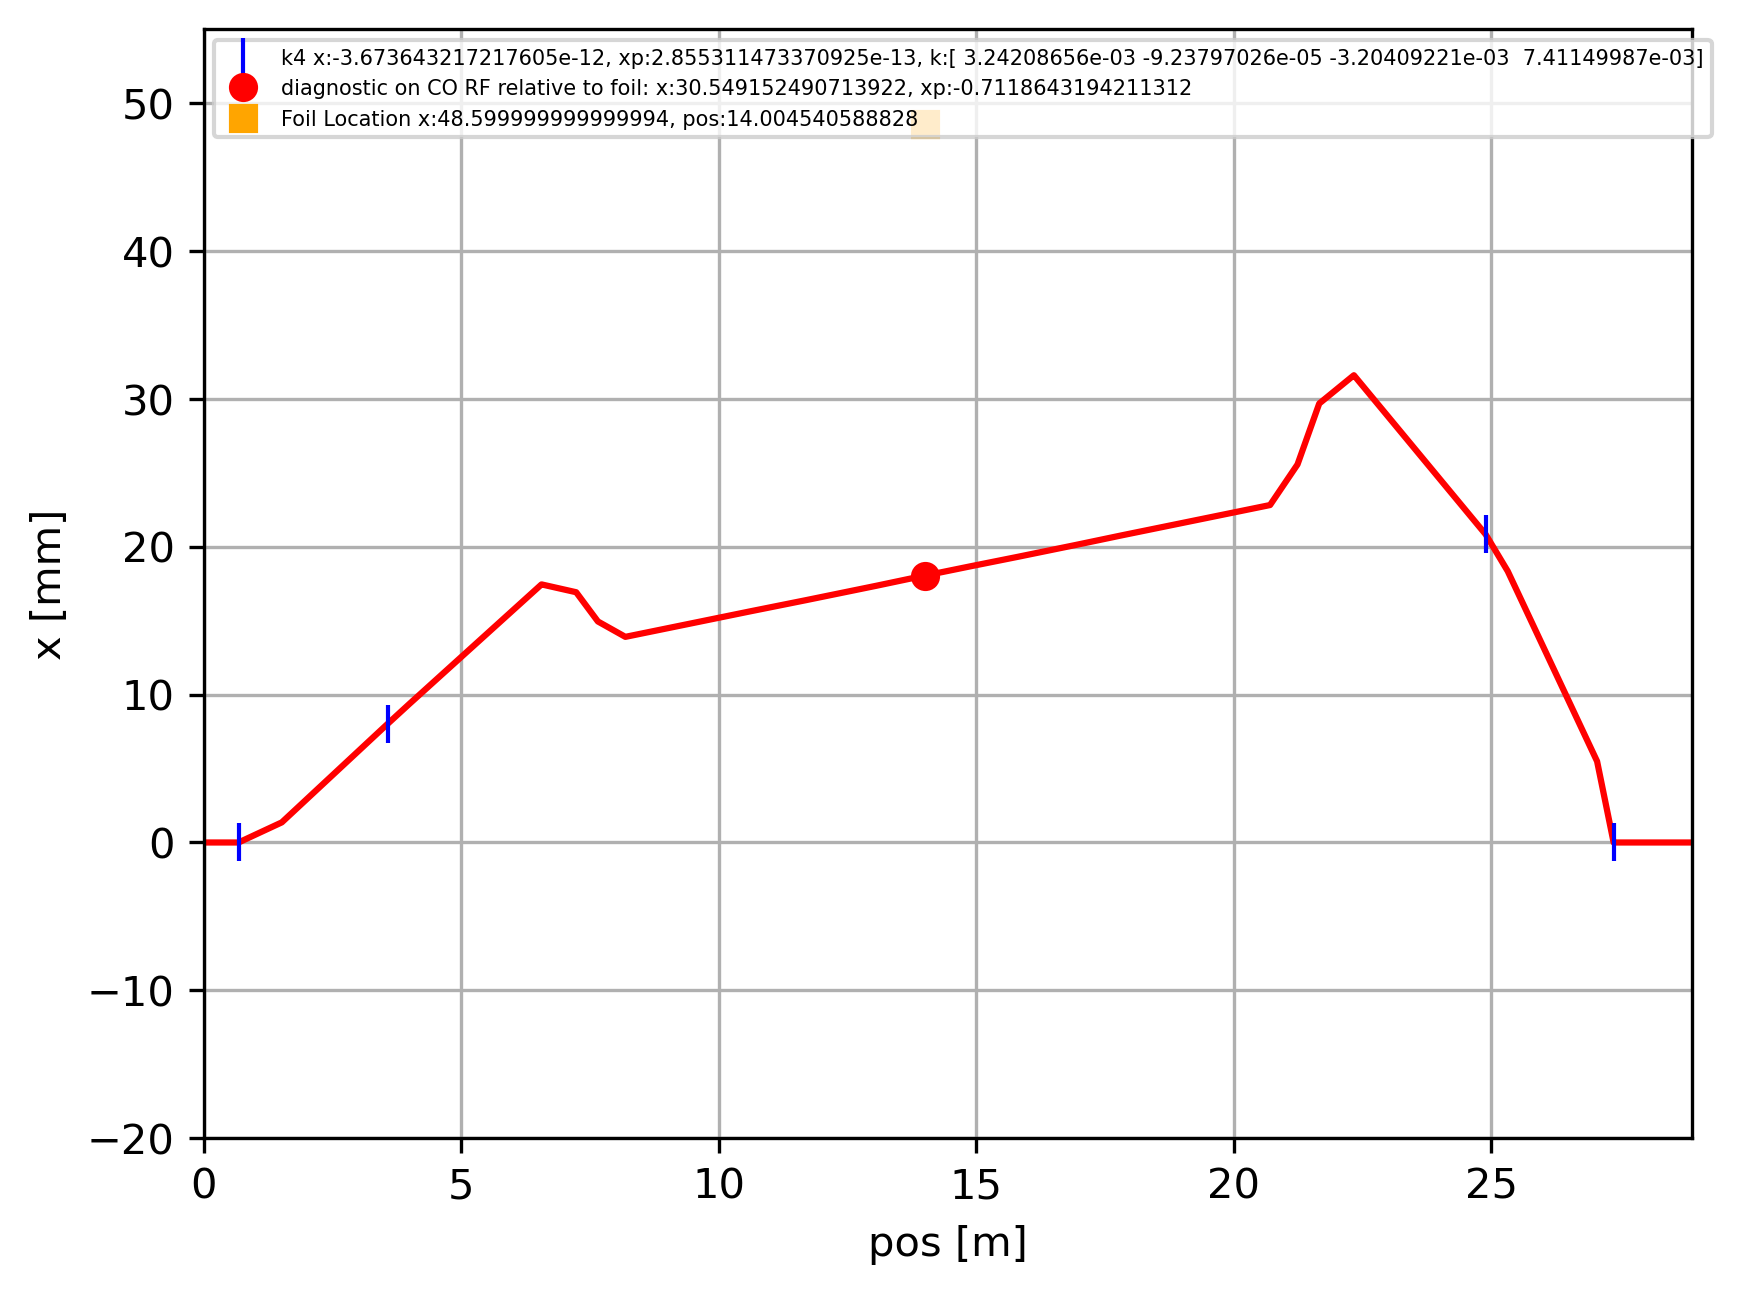 k4 x:-3.673643217217605e-12, xp:2.855311473370925e-13, k:[ 3.24208656e-03 -9.23797026e-05 -3.20409221e-03  7.41149987e-03]
diagnostic on CO RF relative to foil: x:30.549152490713922, xp:-0.7118643194211312
Foil Location x:48.599999999999994, pos:14.004540588828
50
40
30
20
10
0
−10
−20
x [mm]
0 5 10 15 20 25
pos [m]